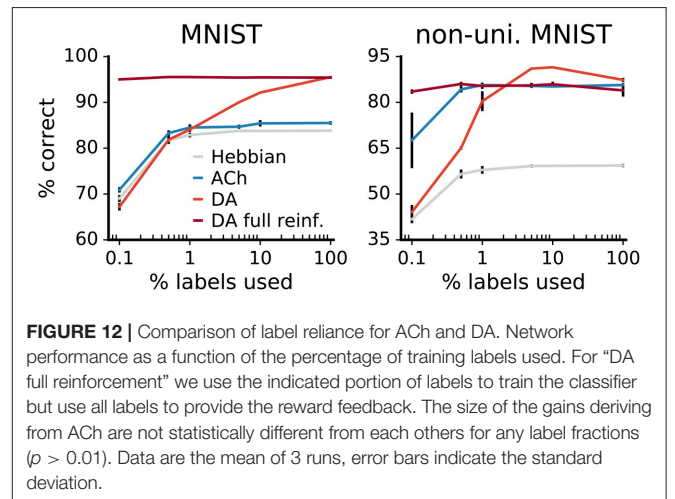 MNIST
non-uni. MNIST
100
90
80
70
60
% correct
95
80
65
50
35
Hebbian
ACh
DA
DA full reinf.
0.1 1 10 100
0.1 1 10 100
% labels used
% labels used
FIGURE 12 | Comparison of label reliance for ACh and DA. Network
performance as a function of the percentage of training labels used. For “DA
full reinforcement” we use the indicated portion of labels to train the classifier
but use all labels to provide the reward feedback. The size of the gains deriving
from ACh are not statistically different from each others for any label fractions
(p > 0.01). Data are the mean of 3 runs, error bars indicate the standard
deviation.